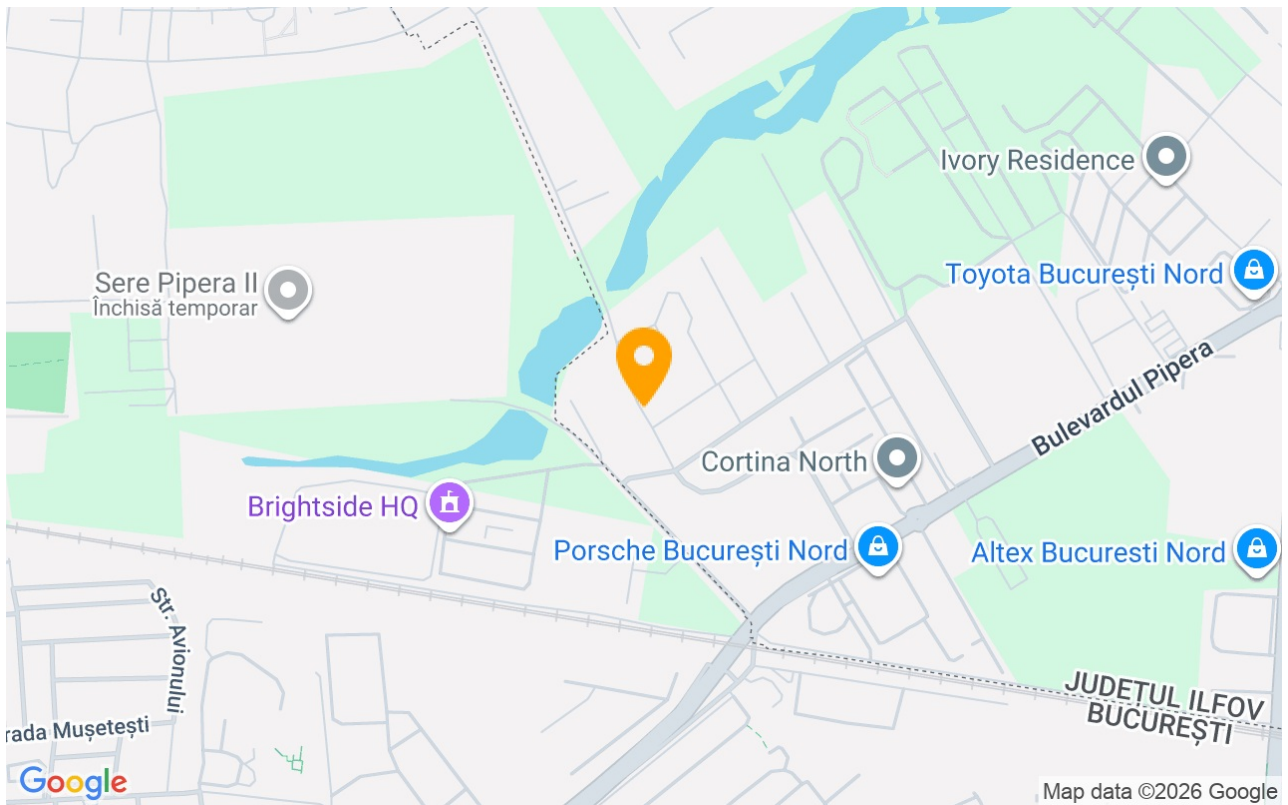 Ivory Residence
Toyota București Nord
Sere Pipera II
Închisă temporar
Bulevardul Pipera
Cortina North
Brightside HQ
Porsche București Nord
Altex Bucuresti Nord
Str. Avionului
JUDETUL ILFOV
BUCUREȘTI
rada Mușetești
Google
Map data ©2026 Google